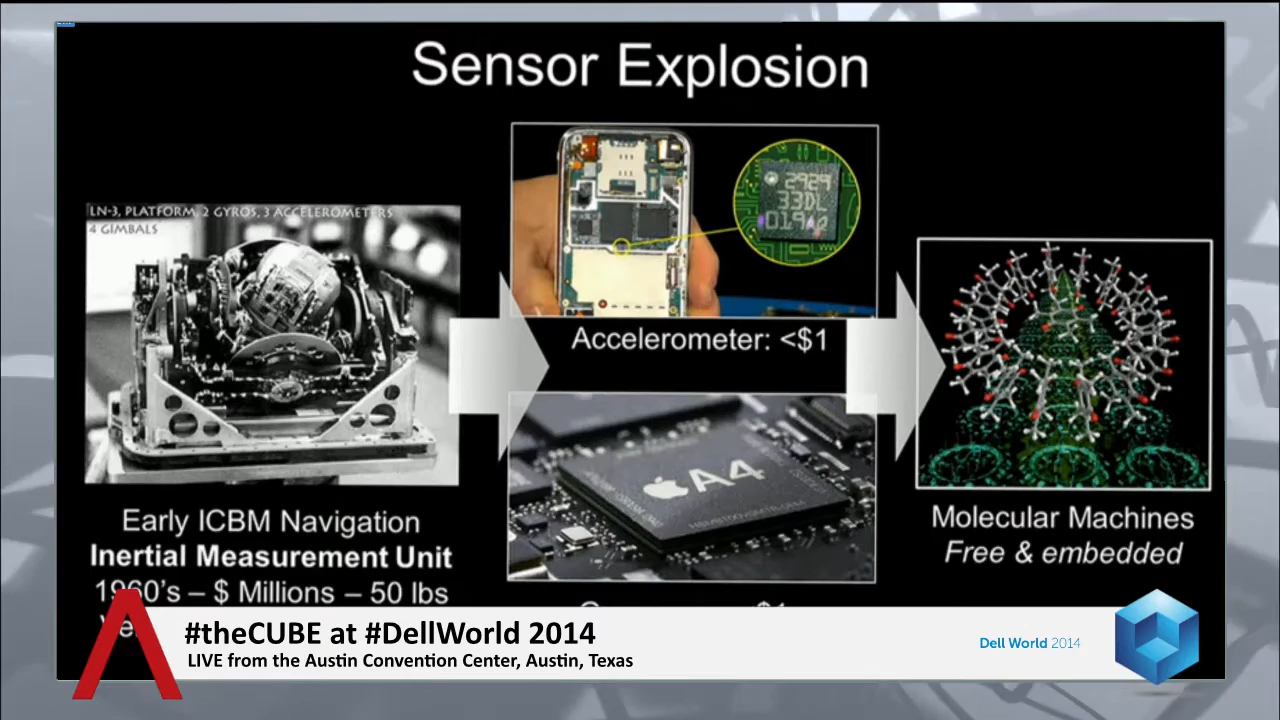 Sensor Explosion
LN-3, PLATFORM, 2 GYROS, 3 ACCELEROMETERS
4 GIMBALS
2929
33DL
Accelerometer: <$1
A4
Early ICBM Navigation
Inertial Measurement Unit
1960's – $ Millions – 50 lbs
Molecular Machines
Free & embedded
#theCUBE at #DellWorld 2014
LIVE from the Austin Convention Center, Austin, Texas
Dell World 2014